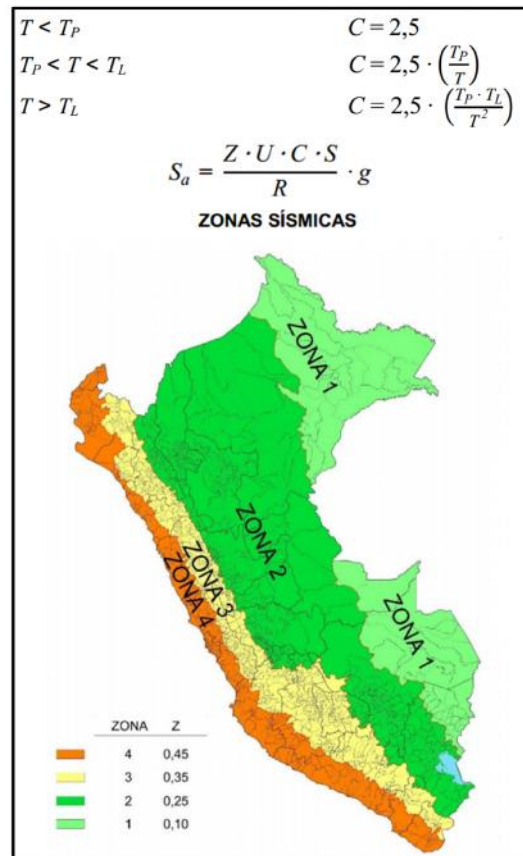 T < T_P C = 2,5
T_P < T < T_L C = 2,5 · (T_P / T)
T > T_L C = 2,5 · (T_P · T_L / T²)
S_a = Z · U · C · S / R · g
ZONAS SÍSMICAS
ZONA 1
ZONA 2
ZONA 3
ZONA 4
ZONA 1
ZONA Z
4 0,45
3 0,35
2 0,25
1 0,10